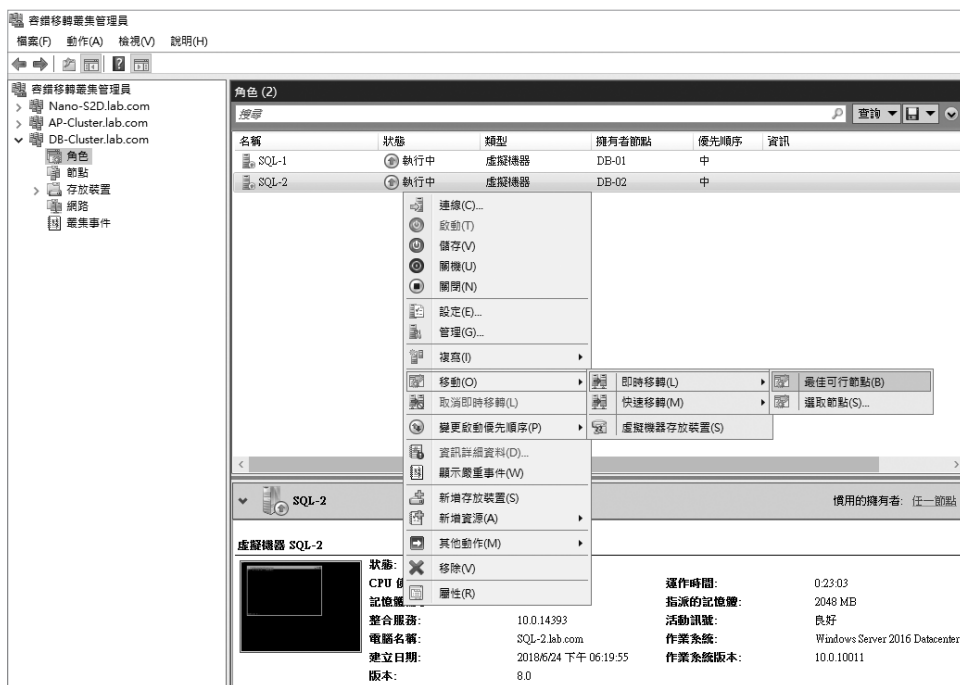 容錯移轉叢集管理員
檔案(F) 動作(A) 檢視(V) 說明(H)
容錯移轉叢集管理員
Nano-S2D.lab.com
AP-Cluster.lab.com
DB-Cluster.lab.com
角色
節點
存放裝置
網路
叢集事件
角色 (2)
搜尋 查詢
名稱 狀態 類型 擁有者節點 優先順序 資訊
SQL-1 執行中 虛擬機器 DB-01 中
SQL-2 執行中 虛擬機器 DB-02 中
連線(C)...
啟動(T)
儲存(V)
關機(U)
關閉(N)
設定(E)...
管理(G)...
複寫(I)
移動(O) 即時移轉(L) 最佳可行節點(B)
取消即時移轉(L) 快速移轉(M) 選取節點(S)...
變更啟動優先順序(P) 虛擬機器存放裝置(S)
資訊詳細資料(D)...
顯示嚴重事件(W)
新增存放裝置(S)
新增資源(A)
其他動作(M)
移除(V)
屬性(R)
SQL-2 慣用的擁有者: 任一節點
虛擬機器 SQL-2
狀態:
CPU 運作時間: 0:23:03
記憶體 指派的記憶體: 2048 MB
整合服務: 10.0.14393 活動訊號: 良好
電腦名稱: SQL-2.lab.com 作業系統: Windows Server 2016 Datacenter
建立日期: 2018/6/24 下午 06:19:55 作業系統版本: 10.0.10011
版本: 8.0